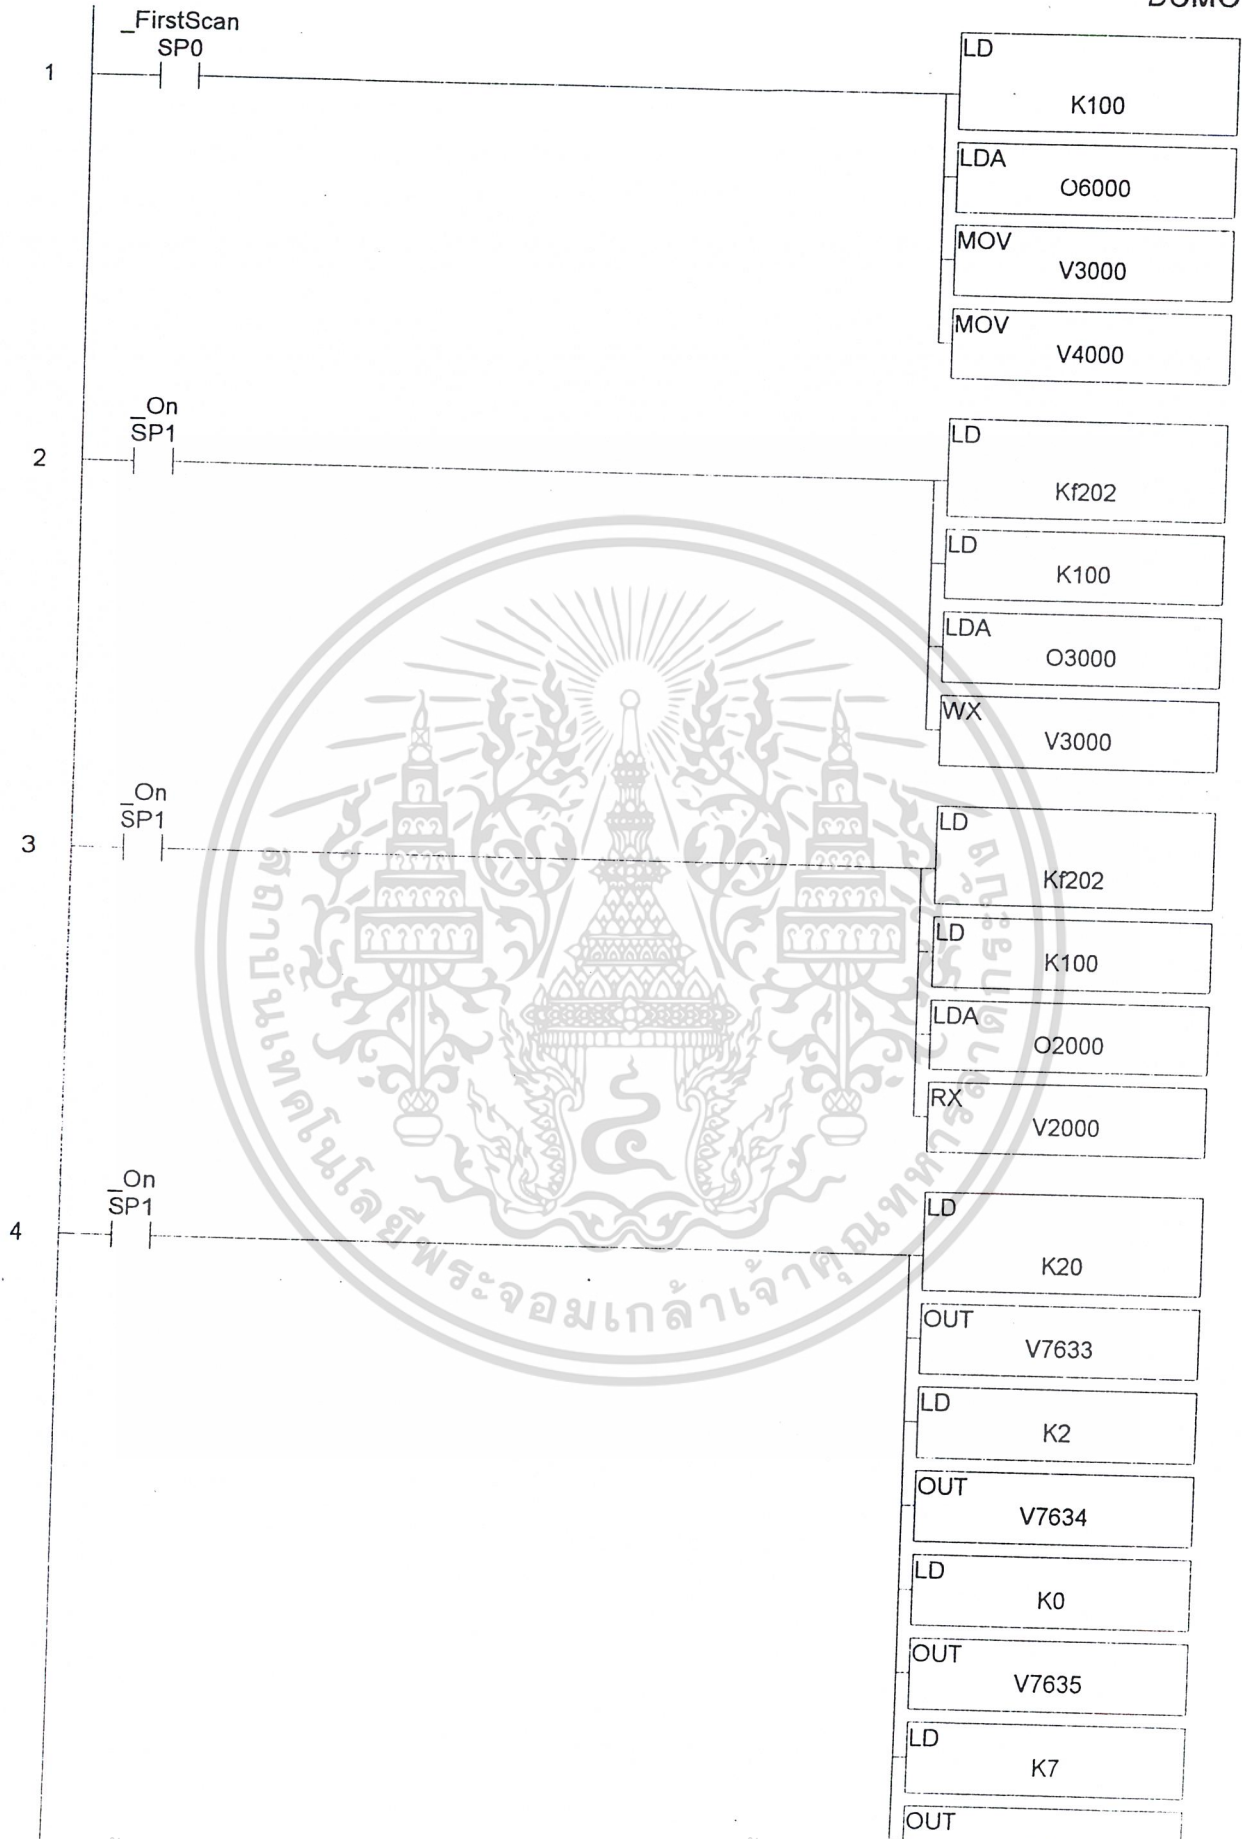 _FirstScan
SP0
1
LD
K100
LDA
O6000
MOV
V3000
MOV
V4000
_On
SP1
2
LD
Kf202
LD
K100
LDA
O3000
WX
V3000
_On
SP1
3
LD
Kf202
LD
K100
LDA
O2000
RX
V2000
_On
SP1
4
LD
K20
OUT
V7633
LD
K2
OUT
V7634
LD
K0
OUT
V7635
LD
K7
OUT
สถาบันเทคโนโลยีพระจอมเกล้าเจ้าคุณทหารลาดกระบัง